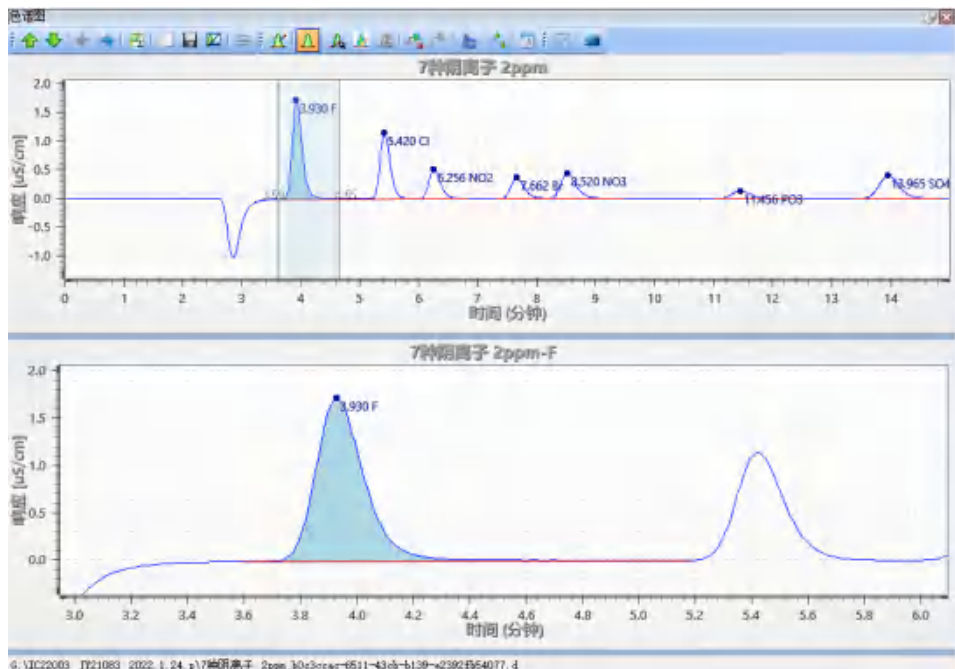 色谱图
7种阴离子 2ppm
响应 [uS/cm]
2.0
1.5
1.0
0.5
0.0
-0.5
-1.0
3.930 F
5.420 Cl
6.256 NO2
7.662 Br
8.520 NO3
11.456 PO3
13.965 SO4
0 1 2 3 4 5 6 7 8 9 10 11 12 13 14
时间 (分钟)
7种阴离子 2ppm-F
响应 [uS/cm]
2.0
1.5
1.0
0.5
0.0
3.930 F
3.0 3.2 3.4 3.6 3.8 4.0 4.2 4.4 4.6 4.8 5.0 5.2 5.4 5.6 5.8 6.0
时间 (分钟)